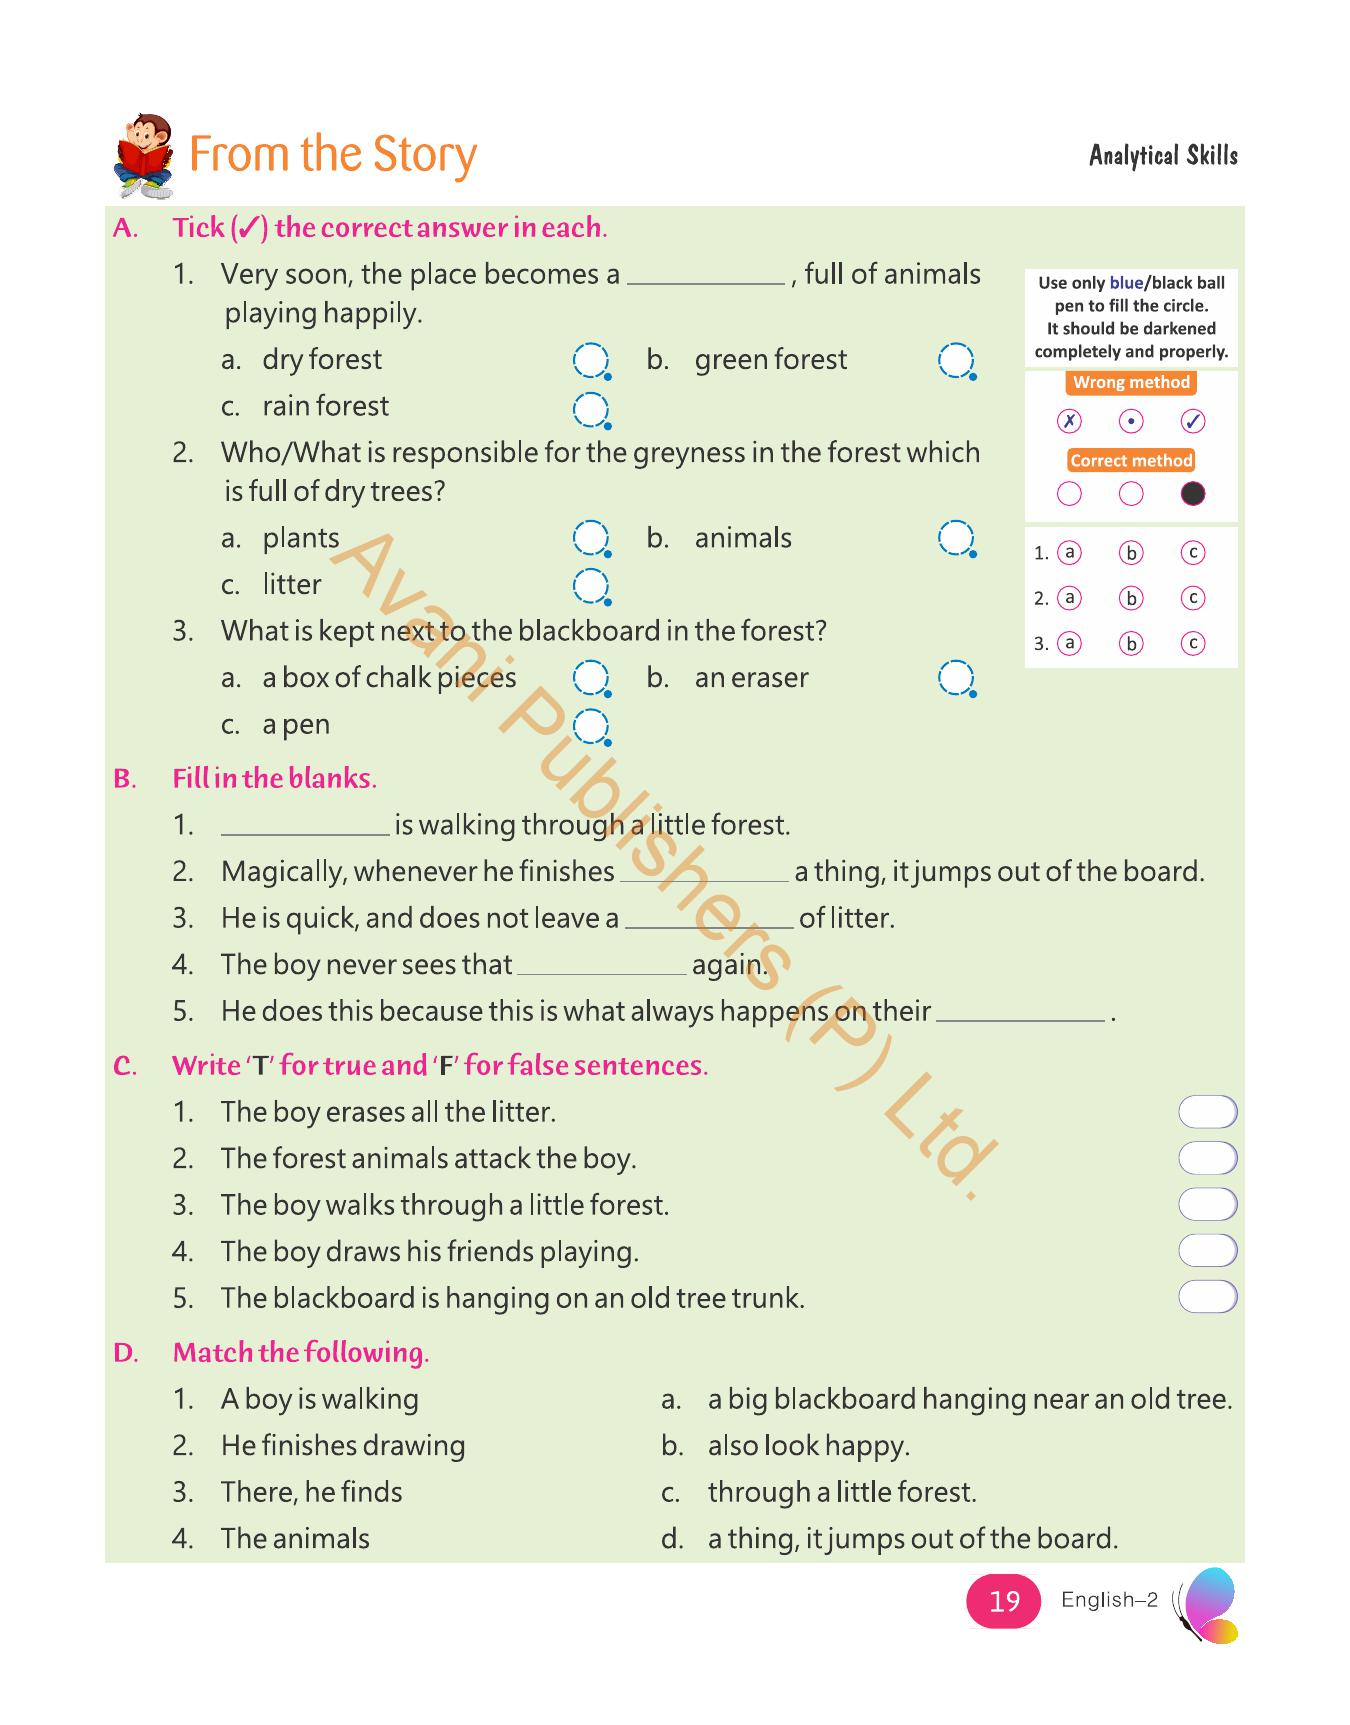 From the Story
Analytical Skills
A. Tick (✓) the correct answer in each.
1. Very soon, the place becomes a ____________ , full of animals
playing happily.
a. dry forest b. green forest
c. rain forest
2. Who/What is responsible for the greyness in the forest which
is full of dry trees?
a. plants b. animals
c. litter
3. What is kept next to the blackboard in the forest?
a. a box of chalk pieces b. an eraser
c. a pen
Use only blue/black ball
pen to fill the circle.
It should be darkened
completely and properly.
Wrong method
✗ • ✓
Correct method
1. a b c
2. a b c
3. a b c
B. Fill in the blanks.
1. ____________ is walking through a little forest.
2. Magically, whenever he finishes ____________ a thing, it jumps out of the board.
3. He is quick, and does not leave a ____________ of litter.
4. The boy never sees that ____________ again.
5. He does this because this is what always happens on their ____________ .
C. Write ‘T’ for true and ‘F’ for false sentences.
1. The boy erases all the litter.
2. The forest animals attack the boy.
3. The boy walks through a little forest.
4. The boy draws his friends playing.
5. The blackboard is hanging on an old tree trunk.
D. Match the following.
1. A boy is walking a. a big blackboard hanging near an old tree.
2. He finishes drawing b. also look happy.
3. There, he finds c. through a little forest.
4. The animals d. a thing, it jumps out of the board.
19 English–2
Avani Publishers (P) Ltd.